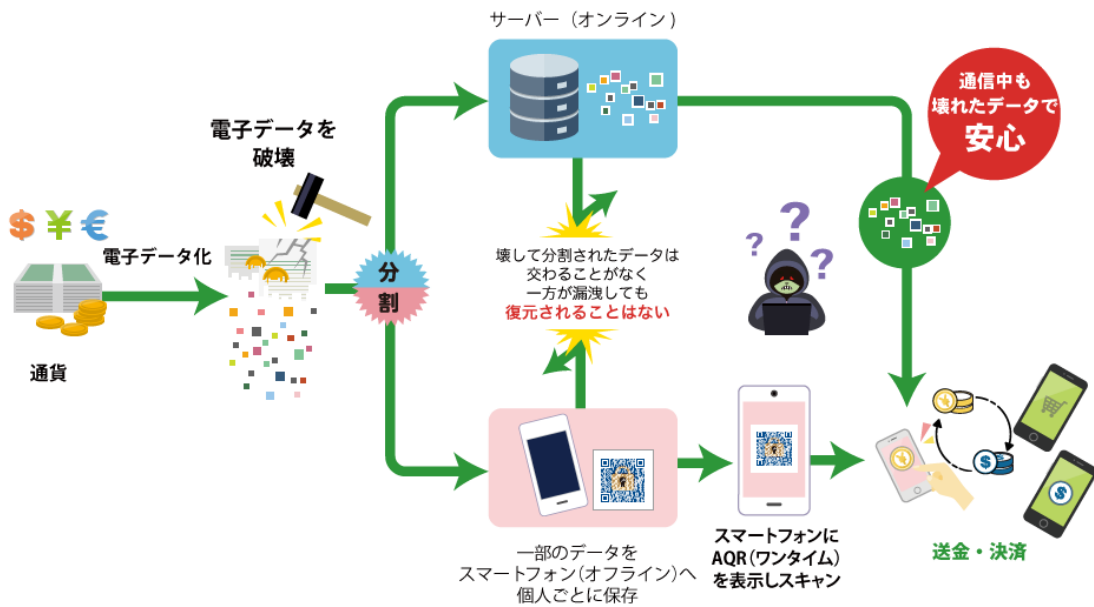 サーバー（オンライン）
通信中も
壊れたデータで
安心
電子データを
破壊
$ ¥ €
電子データ化
通貨
分
割
壊して分割されたデータは
交わることがなく
一方が漏洩しても
復元されることはない
? ? ?
一部のデータを
スマートフォン（オフライン）へ
個人ごとに保存
スマートフォンに
AQR（ワンタイム）
を表示しスキャン
$
$
送金・決済